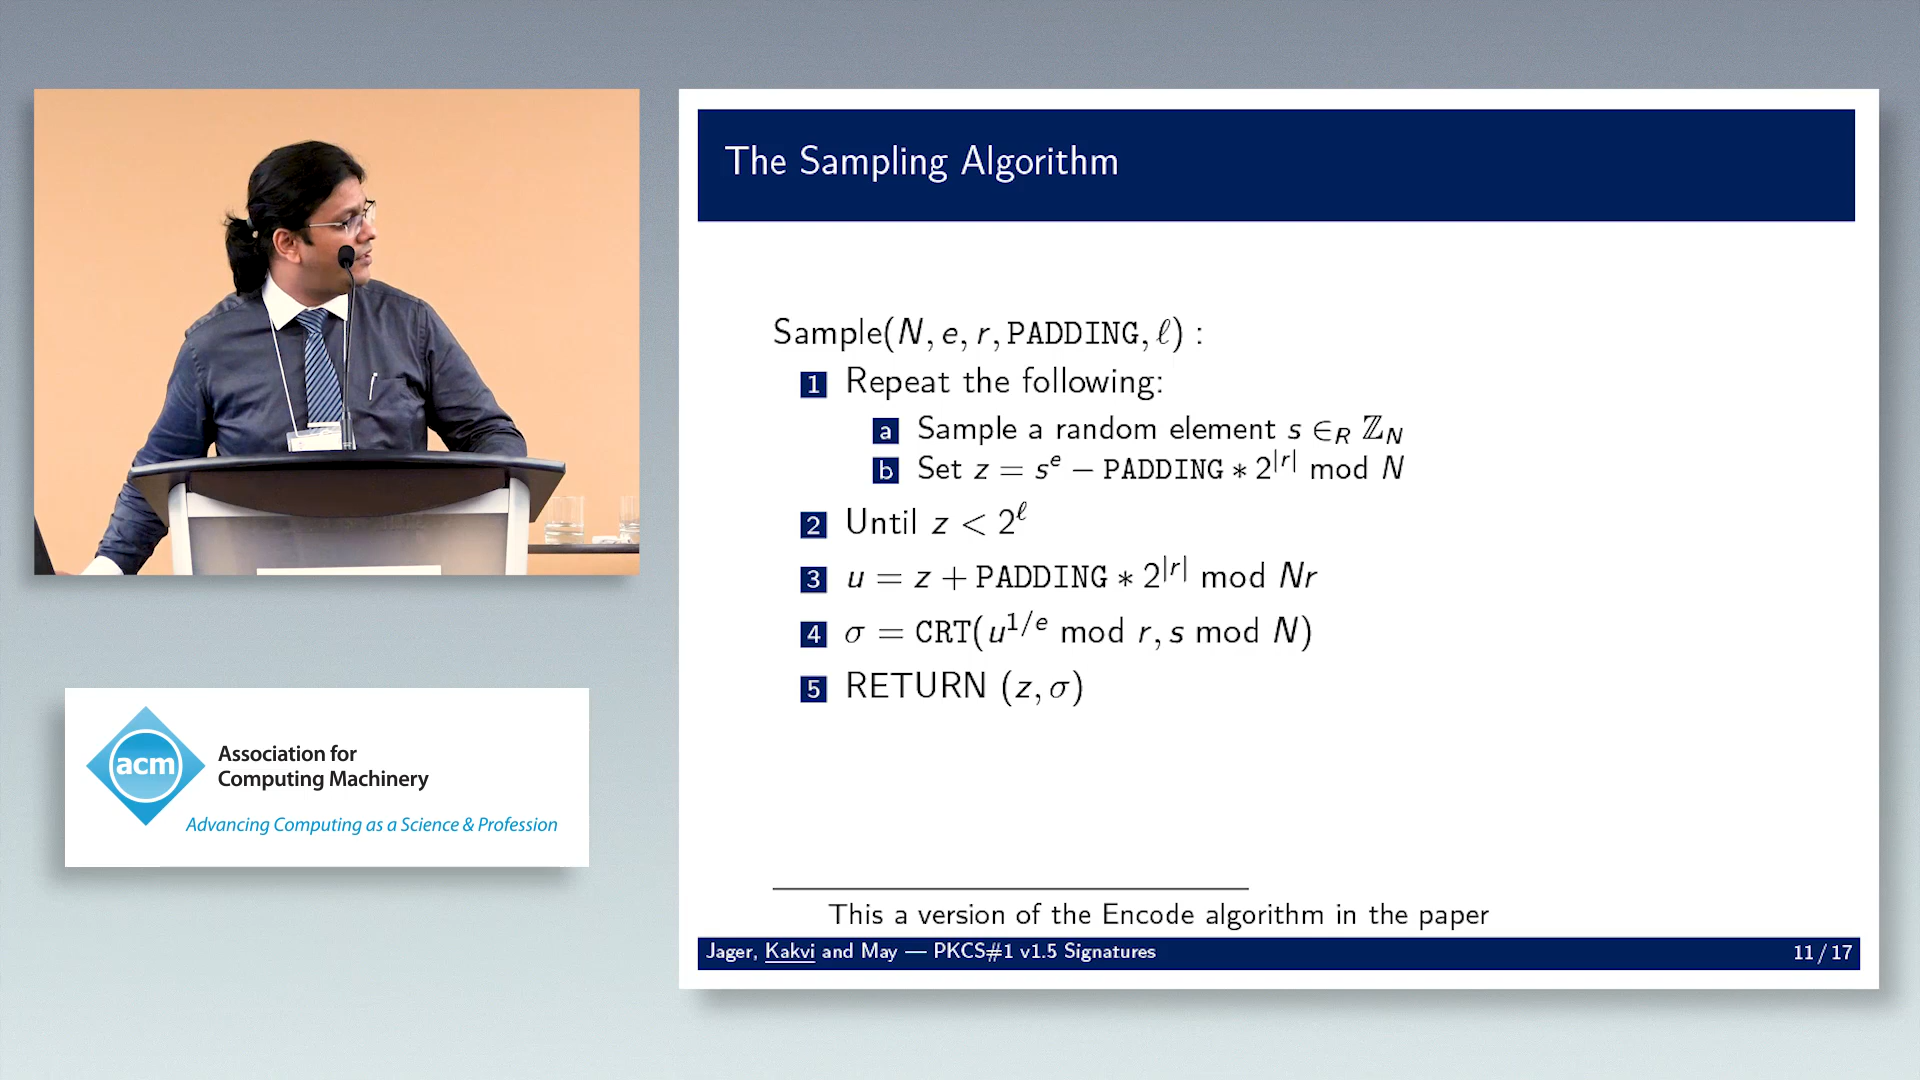 The Sampling Algorithm
Sample(N, e, r, PADDING, ℓ) :
1 Repeat the following:
a Sample a random element s ∈_R ℤ_N
b Set z = s^e − PADDING ∗ 2^|r| mod N
2 Until z < 2^ℓ
3 u = z + PADDING ∗ 2^|r| mod Nr
4 σ = CRT(u^1/e mod r, s mod N)
5 RETURN (z, σ)
This a version of the Encode algorithm in the paper
Jager, Kakvi and May — PKCS#1 v1.5 Signatures 11 / 17
acm
Association for
Computing Machinery
Advancing Computing as a Science & Profession